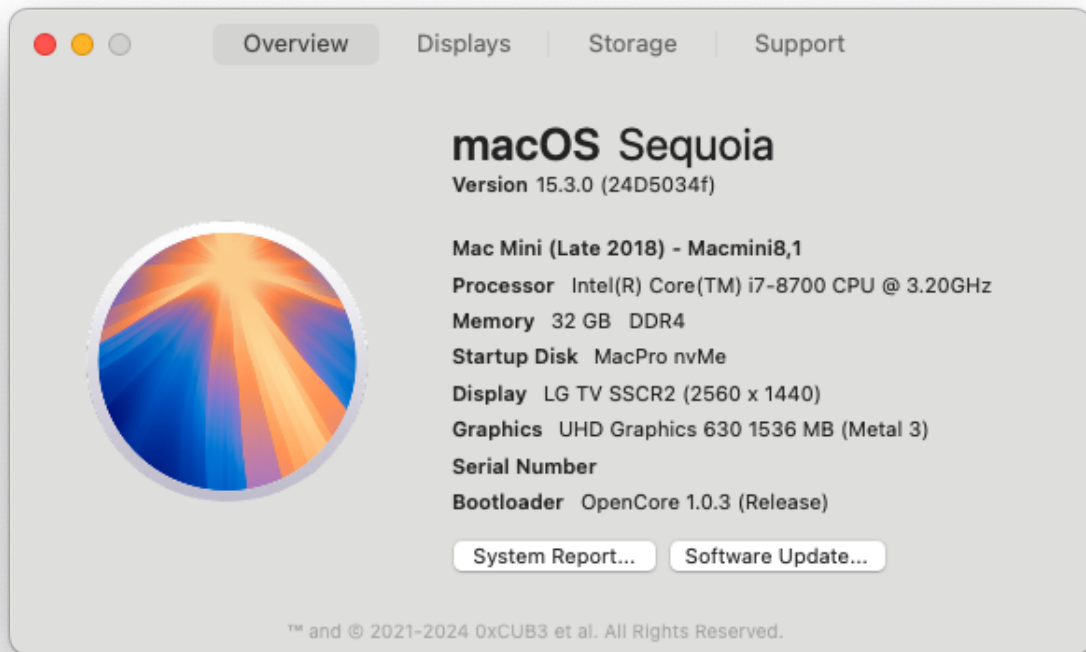 Overview Displays Storage Support
macOS Sequoia
Version 15.3.0 (24D5034f)
Mac Mini (Late 2018) - Macmini8,1
Processor Intel(R) Core(TM) i7-8700 CPU @ 3.20GHz
Memory 32 GB DDR4
Startup Disk MacPro nvMe
Display LG TV SSCR2 (2560 x 1440)
Graphics UHD Graphics 630 1536 MB (Metal 3)
Serial Number
Bootloader OpenCore 1.0.3 (Release)
System Report... Software Update...
™ and © 2021-2024 0xCUB3 et al. All Rights Reserved.